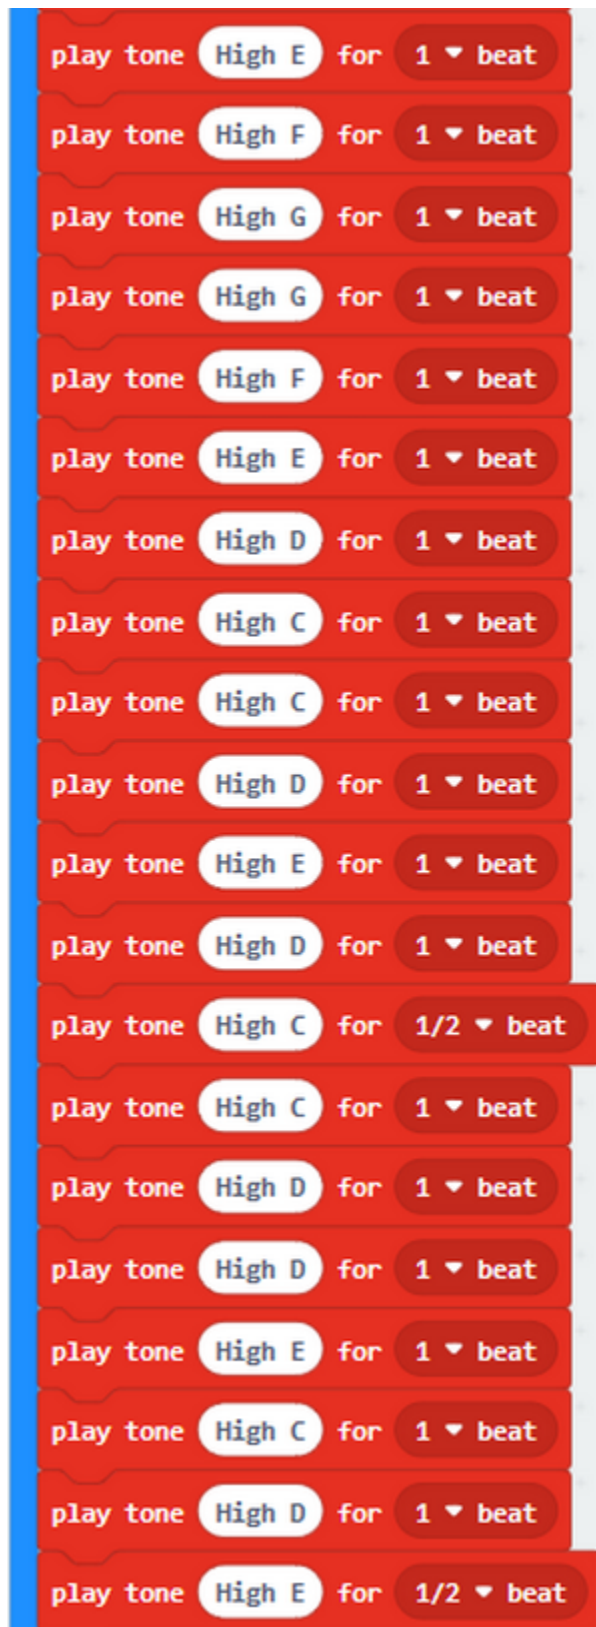 play tone High E for 1 beat
play tone High F for 1 beat
play tone High G for 1 beat
play tone High G for 1 beat
play tone High F for 1 beat
play tone High E for 1 beat
play tone High D for 1 beat
play tone High C for 1 beat
play tone High C for 1 beat
play tone High D for 1 beat
play tone High E for 1 beat
play tone High D for 1 beat
play tone High C for 1/2 beat
play tone High C for 1 beat
play tone High D for 1 beat
play tone High D for 1 beat
play tone High E for 1 beat
play tone High C for 1 beat
play tone High D for 1 beat
play tone High E for 1/2 beat